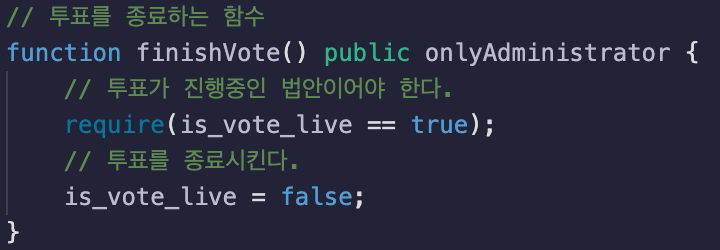 // 투표를 종료하는 함수
function finishVote() public onlyAdministrator {
// 투표가 진행중인 법안이어야 한다.
require(is_vote_live == true);
// 투표를 종료시킨다.
is_vote_live = false;
}